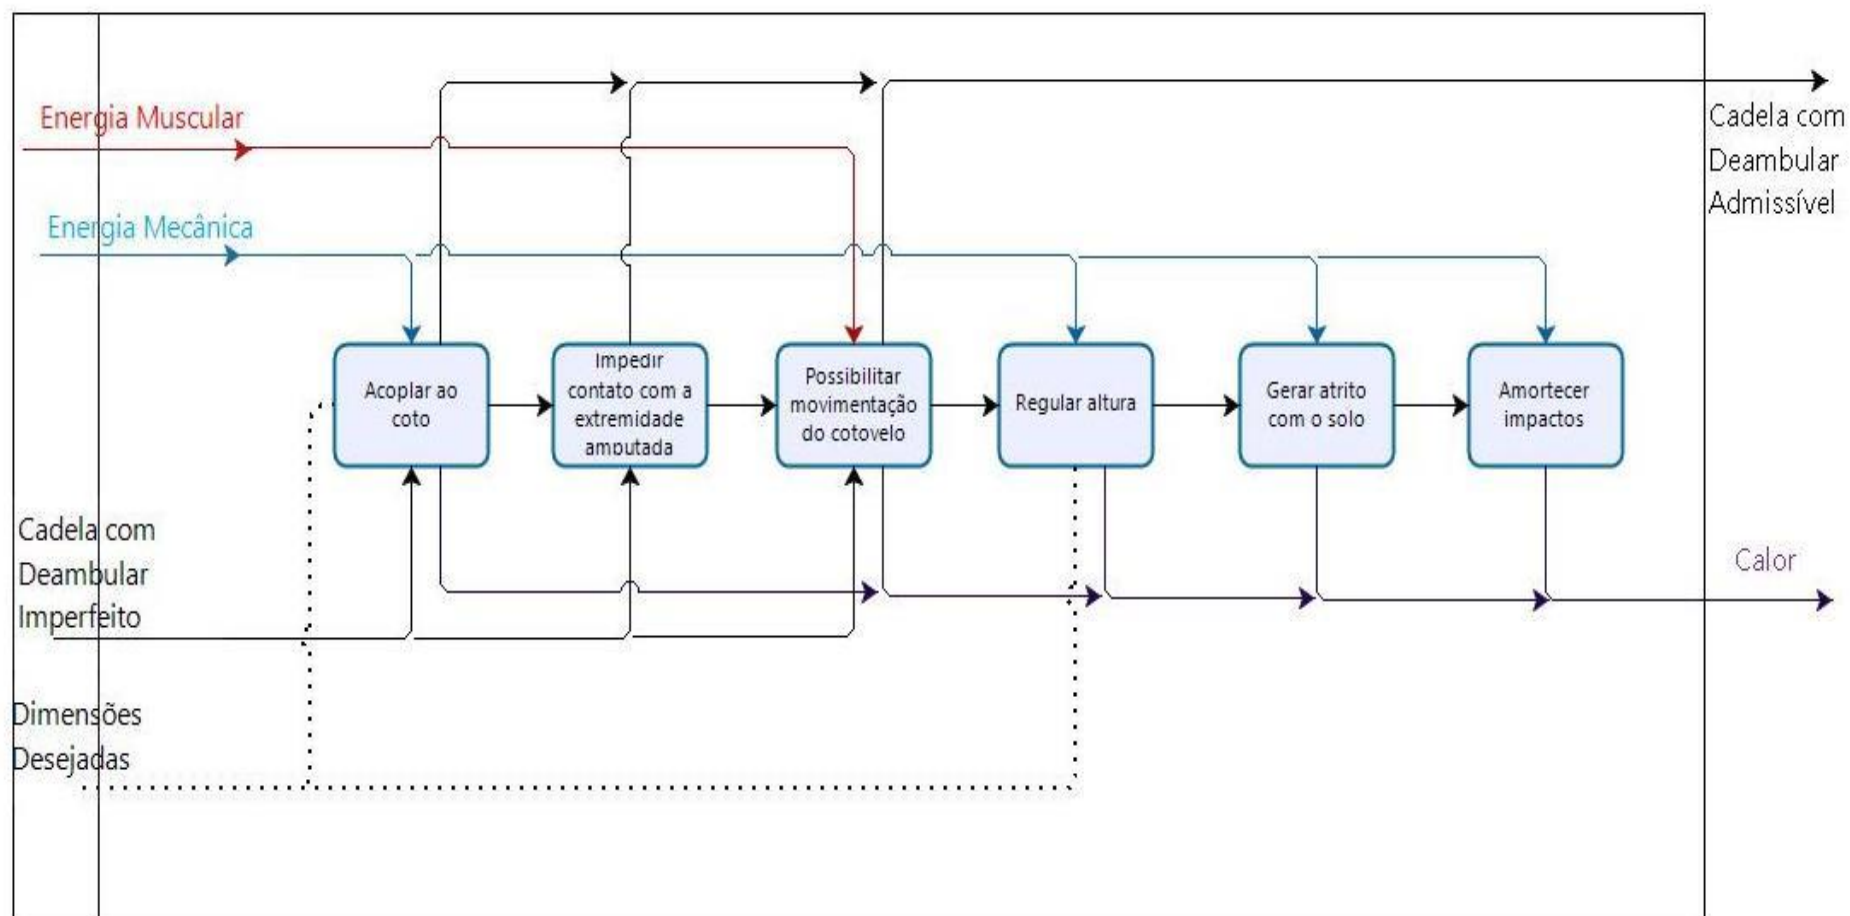 Energia Muscular
Energia Mecânica
Cadela com
Deambular
Admissível
Acoplar ao
coto
Impedir
contato com a
extremidade
amputada
Possibilitar
movimentação
do cotovelo
Regular altura
Gerar atrito
com o solo
Amortecer
impactos
Cadela com
Deambular
Imperfeito
Calor
Dimensões
Desejadas